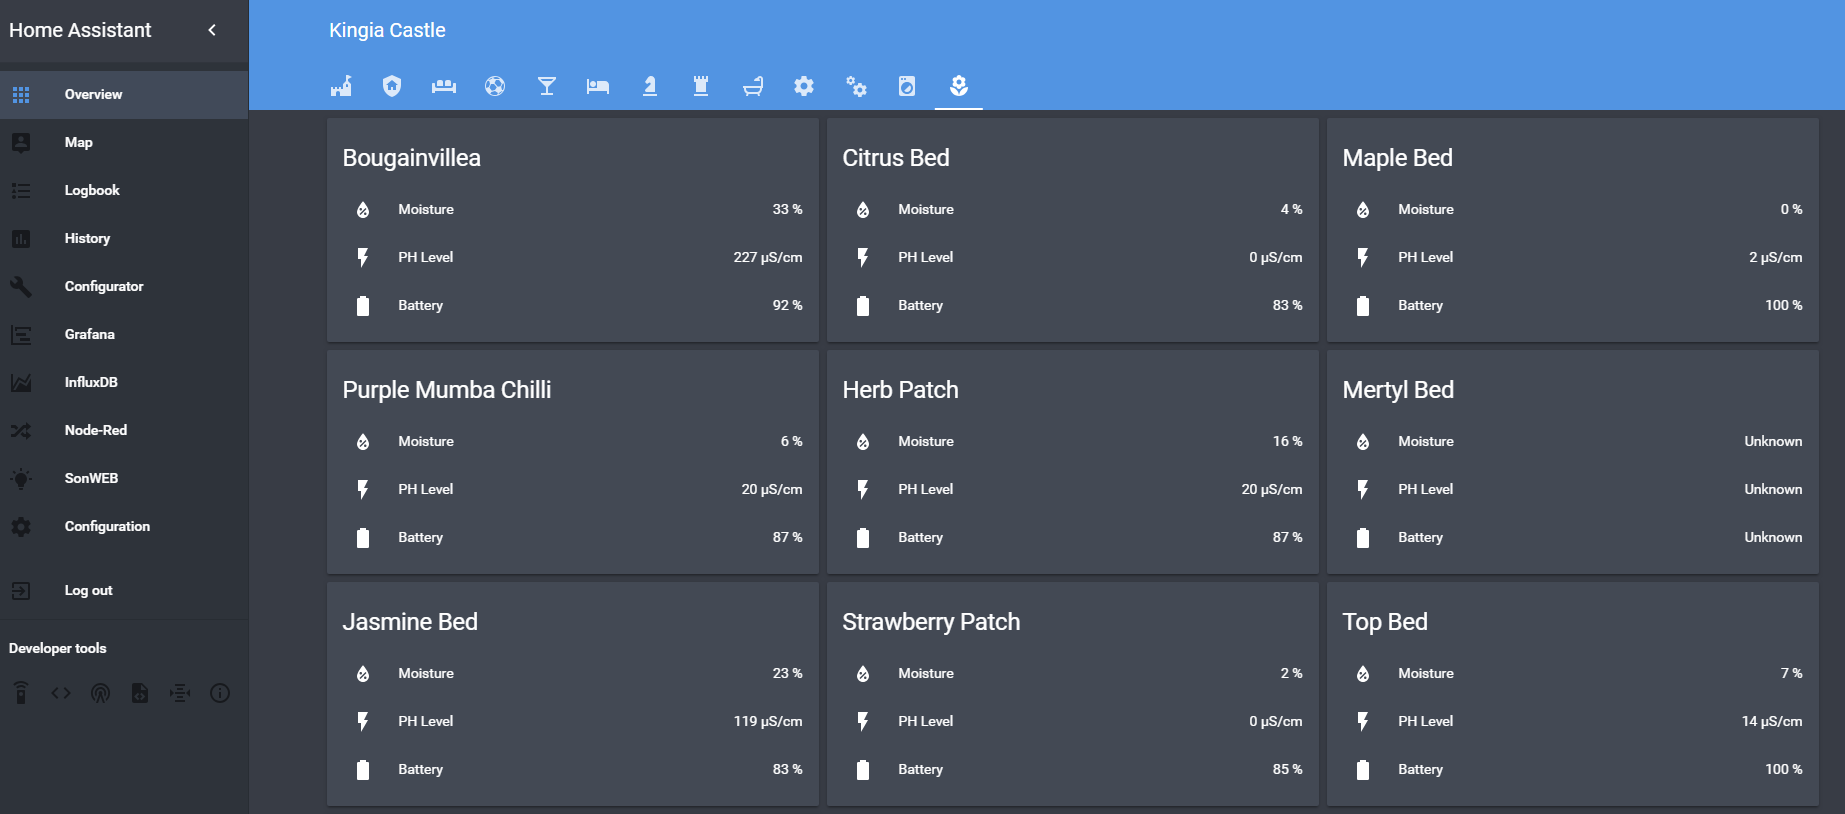 Home Assistant
Overview
Map
Logbook
History
Configurator
Grafana
InfluxDB
Node-Red
SonWEB
Configuration
Log out
Developer tools
Kingia Castle
Bougainvillea
Moisture 33 %
PH Level 227 µS/cm
Battery 92 %
Citrus Bed
Moisture 4 %
PH Level 0 µS/cm
Battery 83 %
Maple Bed
Moisture 0 %
PH Level 2 µS/cm
Battery 100 %
Purple Mumba Chilli
Moisture 6 %
PH Level 20 µS/cm
Battery 87 %
Herb Patch
Moisture 16 %
PH Level 20 µS/cm
Battery 87 %
Mertyl Bed
Moisture Unknown
PH Level Unknown
Battery Unknown
Jasmine Bed
Moisture 23 %
PH Level 119 µS/cm
Battery 83 %
Strawberry Patch
Moisture 2 %
PH Level 0 µS/cm
Battery 85 %
Top Bed
Moisture 7 %
PH Level 14 µS/cm
Battery 100 %